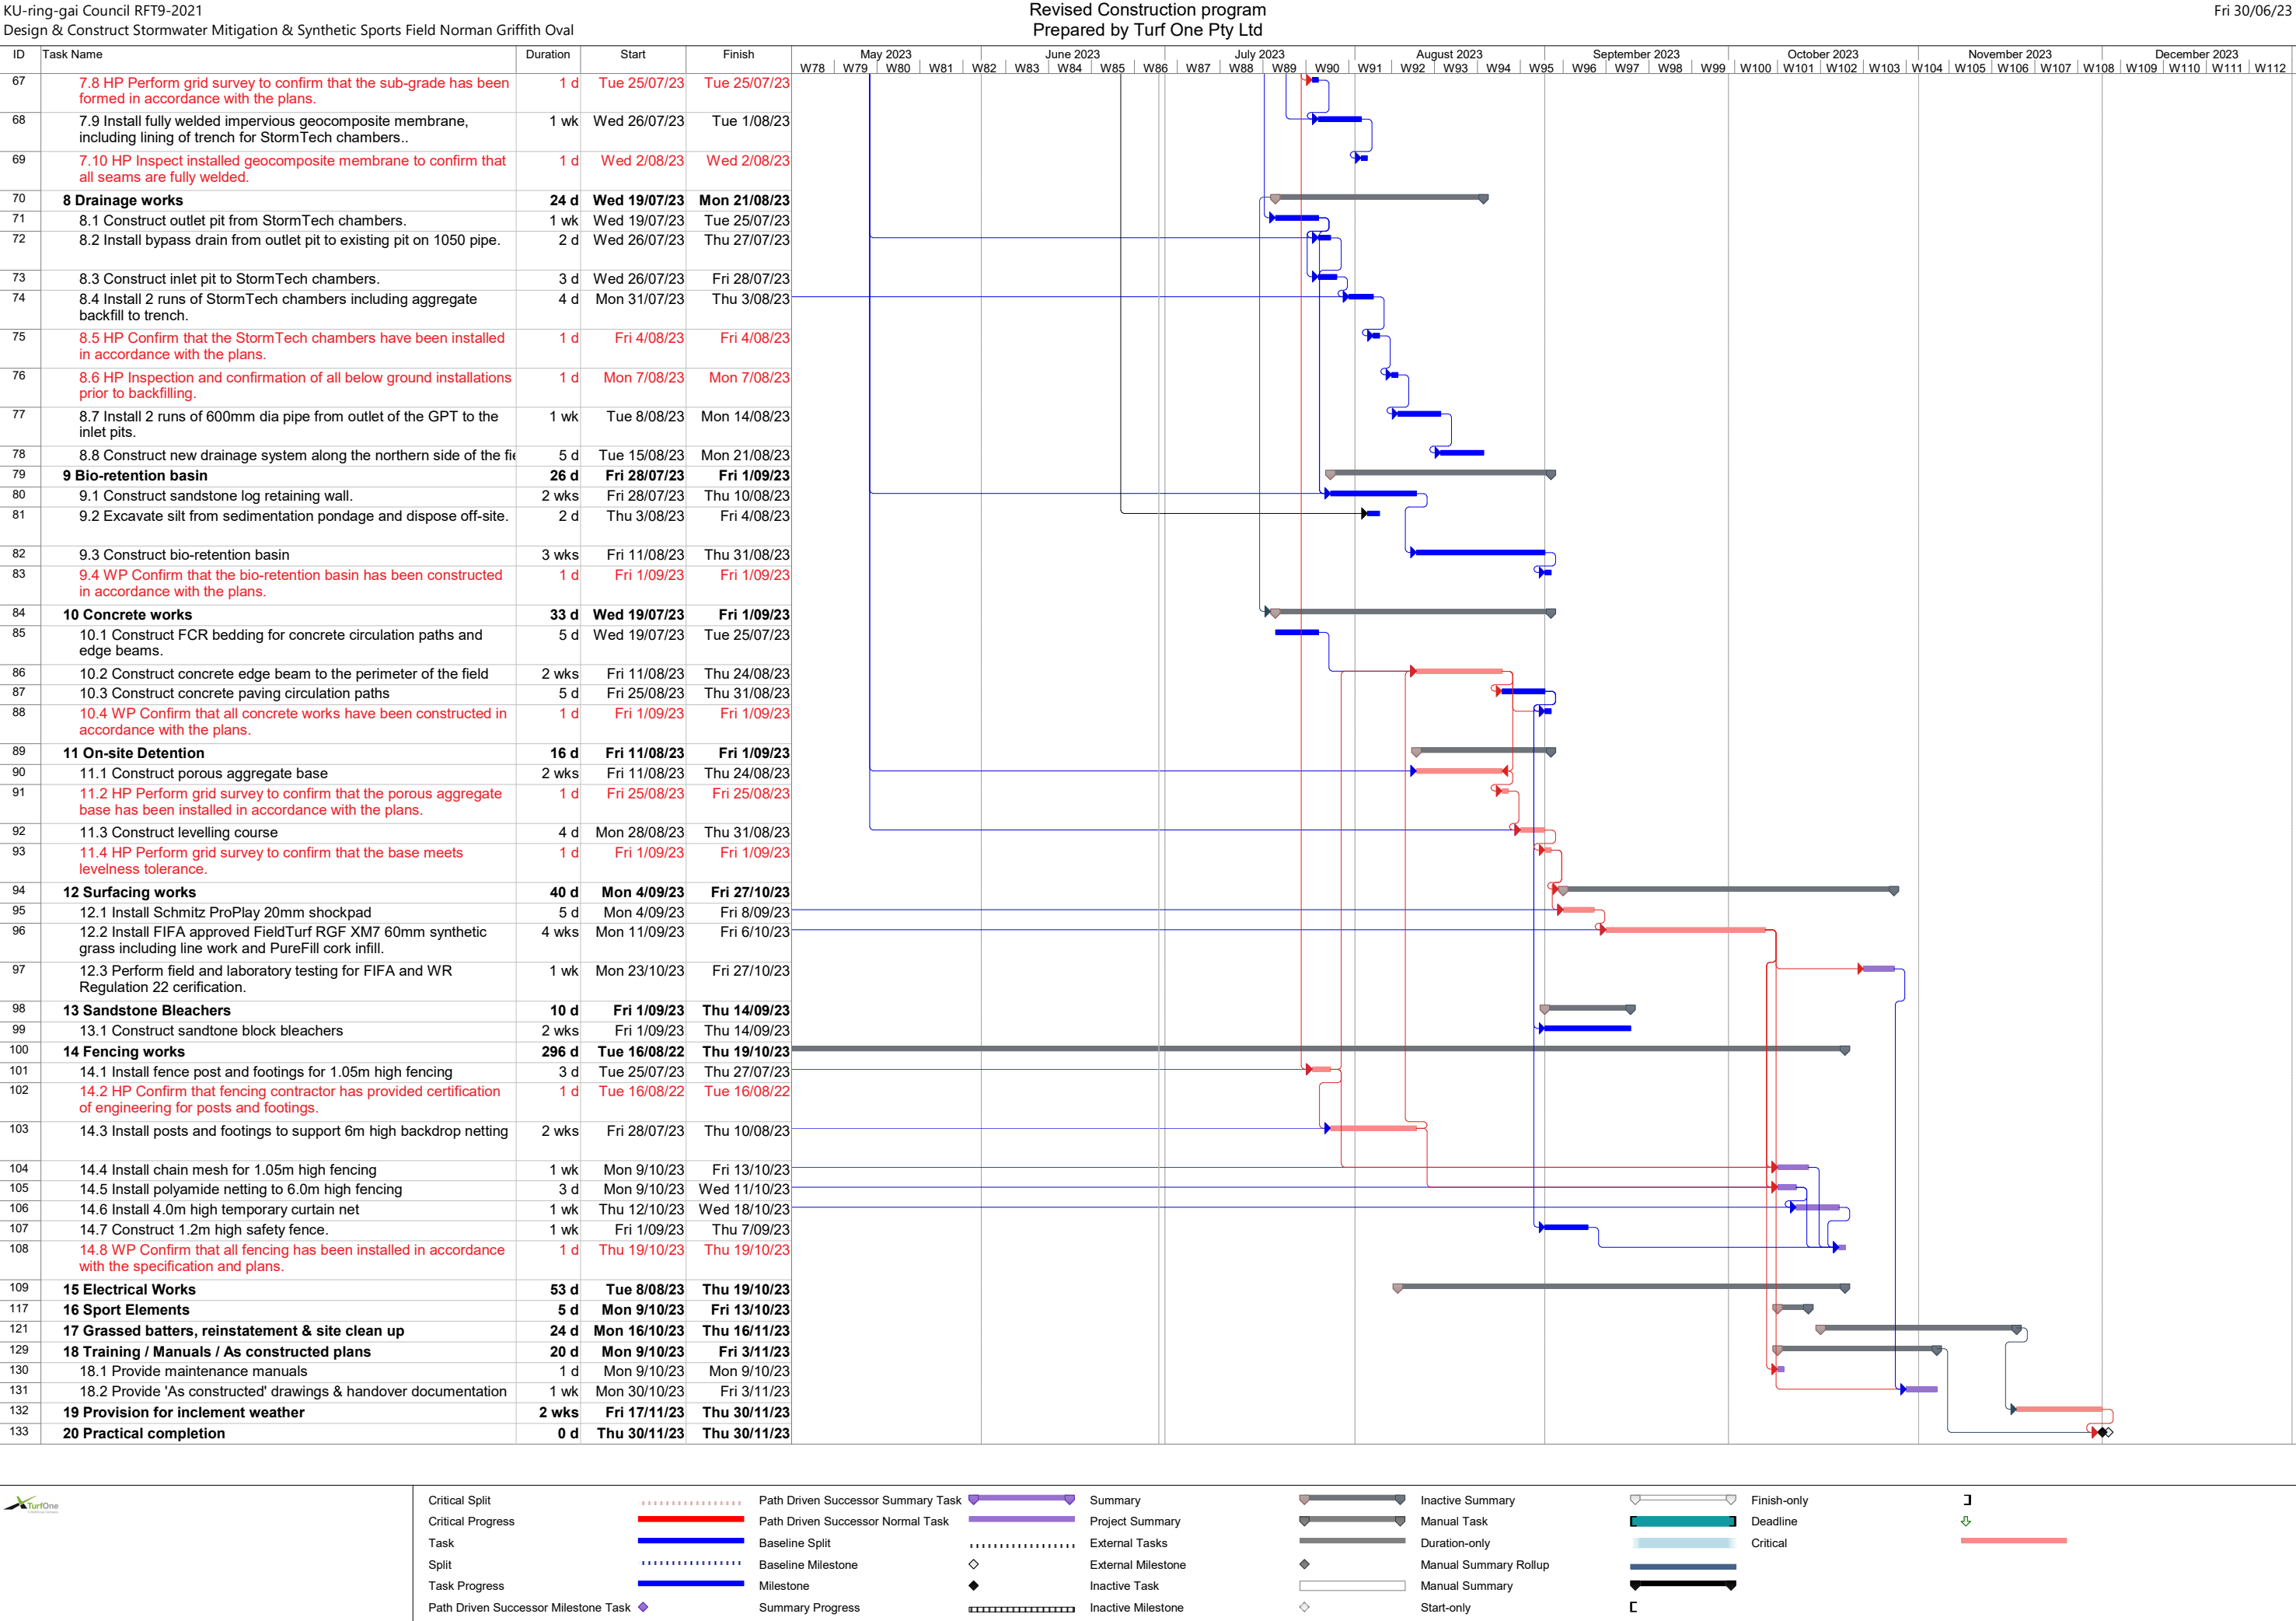 KU-ring-gai Council RFT9-2021
Design & Construct Stormwater Mitigation & Synthetic Sports Field Norman Griffith Oval
Revised Construction program
Prepared by Turf One Pty Ltd
Fri 30/06/23
ID Task Name Duration Start Finish
May 2023 June 2023 July 2023 August 2023 September 2023 October 2023 November 2023 December 2023
W78 W79 W80 W81 W82 W83 W84 W85 W86 W87 W88 W89 W90 W91 W92 W93 W94 W95 W96 W97 W98 W99 W100 W101 W102 W103 W104 W105 W106 W107 W108 W109 W110 W111 W112
67 7.8 HP Perform grid survey to confirm that the sub-grade has been 1 d Tue 25/07/23 Tue 25/07/23
formed in accordance with the plans.
68 7.9 Install fully welded impervious geocomposite membrane, 1 wk Wed 26/07/23 Tue 1/08/23
including lining of trench for StormTech chambers..
69 7.10 HP Inspect installed geocomposite membrane to confirm that 1 d Wed 2/08/23 Wed 2/08/23
all seams are fully welded.
70 8 Drainage works 24 d Wed 19/07/23 Mon 21/08/23
71 8.1 Construct outlet pit from StormTech chambers. 1 wk Wed 19/07/23 Tue 25/07/23
72 8.2 Install bypass drain from outlet pit to existing pit on 1050 pipe. 2 d Wed 26/07/23 Thu 27/07/23
73 8.3 Construct inlet pit to StormTech chambers. 3 d Wed 26/07/23 Fri 28/07/23
74 8.4 Install 2 runs of StormTech chambers including aggregate 4 d Mon 31/07/23 Thu 3/08/23
backfill to trench.
75 8.5 HP Confirm that the StormTech chambers have been installed 1 d Fri 4/08/23 Fri 4/08/23
in accordance with the plans.
76 8.6 HP Inspection and confirmation of all below ground installations 1 d Mon 7/08/23 Mon 7/08/23
prior to backfilling.
77 8.7 Install 2 runs of 600mm dia pipe from outlet of the GPT to the 1 wk Tue 8/08/23 Mon 14/08/23
inlet pits.
78 8.8 Construct new drainage system along the northern side of the fie 5 d Tue 15/08/23 Mon 21/08/23
79 9 Bio-retention basin 26 d Fri 28/07/23 Fri 1/09/23
80 9.1 Construct sandstone log retaining wall. 2 wks Fri 28/07/23 Thu 10/08/23
81 9.2 Excavate silt from sedimentation pondage and dispose off-site. 2 d Thu 3/08/23 Fri 4/08/23
82 9.3 Construct bio-retention basin 3 wks Fri 11/08/23 Thu 31/08/23
83 9.4 WP Confirm that the bio-retention basin has been constructed 1 d Fri 1/09/23 Fri 1/09/23
in accordance with the plans.
84 10 Concrete works 33 d Wed 19/07/23 Fri 1/09/23
85 10.1 Construct FCR bedding for concrete circulation paths and 5 d Wed 19/07/23 Tue 25/07/23
edge beams.
86 10.2 Construct concrete edge beam to the perimeter of the field 2 wks Fri 11/08/23 Thu 24/08/23
87 10.3 Construct concrete paving circulation paths 5 d Fri 25/08/23 Thu 31/08/23
88 10.4 WP Confirm that all concrete works have been constructed in 1 d Fri 1/09/23 Fri 1/09/23
accordance with the plans.
89 11 On-site Detention 16 d Fri 11/08/23 Fri 1/09/23
90 11.1 Construct porous aggregate base 2 wks Fri 11/08/23 Thu 24/08/23
91 11.2 HP Perform grid survey to confirm that the porous aggregate 1 d Fri 25/08/23 Fri 25/08/23
base has been installed in accordance with the plans.
92 11.3 Construct levelling course 4 d Mon 28/08/23 Thu 31/08/23
93 11.4 HP Perform grid survey to confirm that the base meets 1 d Fri 1/09/23 Fri 1/09/23
levelness tolerance.
94 12 Surfacing works 40 d Mon 4/09/23 Fri 27/10/23
95 12.1 Install Schmitz ProPlay 20mm shockpad 5 d Mon 4/09/23 Fri 8/09/23
96 12.2 Install FIFA approved FieldTurf RGF XM7 60mm synthetic 4 wks Mon 11/09/23 Fri 6/10/23
grass including line work and PureFill cork infill.
97 12.3 Perform field and laboratory testing for FIFA and WR 1 wk Mon 23/10/23 Fri 27/10/23
Regulation 22 cerification.
98 13 Sandstone Bleachers 10 d Fri 1/09/23 Thu 14/09/23
99 13.1 Construct sandtone block bleachers 2 wks Fri 1/09/23 Thu 14/09/23
100 14 Fencing works 296 d Tue 16/08/22 Thu 19/10/23
101 14.1 Install fence post and footings for 1.05m high fencing 3 d Tue 25/07/23 Thu 27/07/23
102 14.2 HP Confirm that fencing contractor has provided certification 1 d Tue 16/08/22 Tue 16/08/22
of engineering for posts and footings.
103 14.3 Install posts and footings to support 6m high backdrop netting 2 wks Fri 28/07/23 Thu 10/08/23
104 14.4 Install chain mesh for 1.05m high fencing 1 wk Mon 9/10/23 Fri 13/10/23
105 14.5 Install polyamide netting to 6.0m high fencing 3 d Mon 9/10/23 Wed 11/10/23
106 14.6 Install 4.0m high temporary curtain net 1 wk Thu 12/10/23 Wed 18/10/23
107 14.7 Construct 1.2m high safety fence. 1 wk Fri 1/09/23 Thu 7/09/23
108 14.8 WP Confirm that all fencing has been installed in accordance 1 d Thu 19/10/23 Thu 19/10/23
with the specification and plans.
109 15 Electrical Works 53 d Tue 8/08/23 Thu 19/10/23
117 16 Sport Elements 5 d Mon 9/10/23 Fri 13/10/23
121 17 Grassed batters, reinstatement & site clean up 24 d Mon 16/10/23 Thu 16/11/23
129 18 Training / Manuals / As constructed plans 20 d Mon 9/10/23 Fri 3/11/23
130 18.1 Provide maintenance manuals 1 d Mon 9/10/23 Mon 9/10/23
131 18.2 Provide 'As constructed' drawings & handover documentation 1 wk Mon 30/10/23 Fri 3/11/23
132 19 Provision for inclement weather 2 wks Fri 17/11/23 Thu 30/11/23
133 20 Practical completion 0 d Thu 30/11/23 Thu 30/11/23
TurfOne
Critical Split Path Driven Successor Summary Task Summary Inactive Summary Finish-only
Critical Progress Path Driven Successor Normal Task Project Summary Manual Task Deadline
Task Baseline Split External Tasks Duration-only Critical
Split Baseline Milestone External Milestone Manual Summary Rollup
Task Progress Milestone Inactive Task Manual Summary
Path Driven Successor Milestone Task Summary Progress Inactive Milestone Start-only